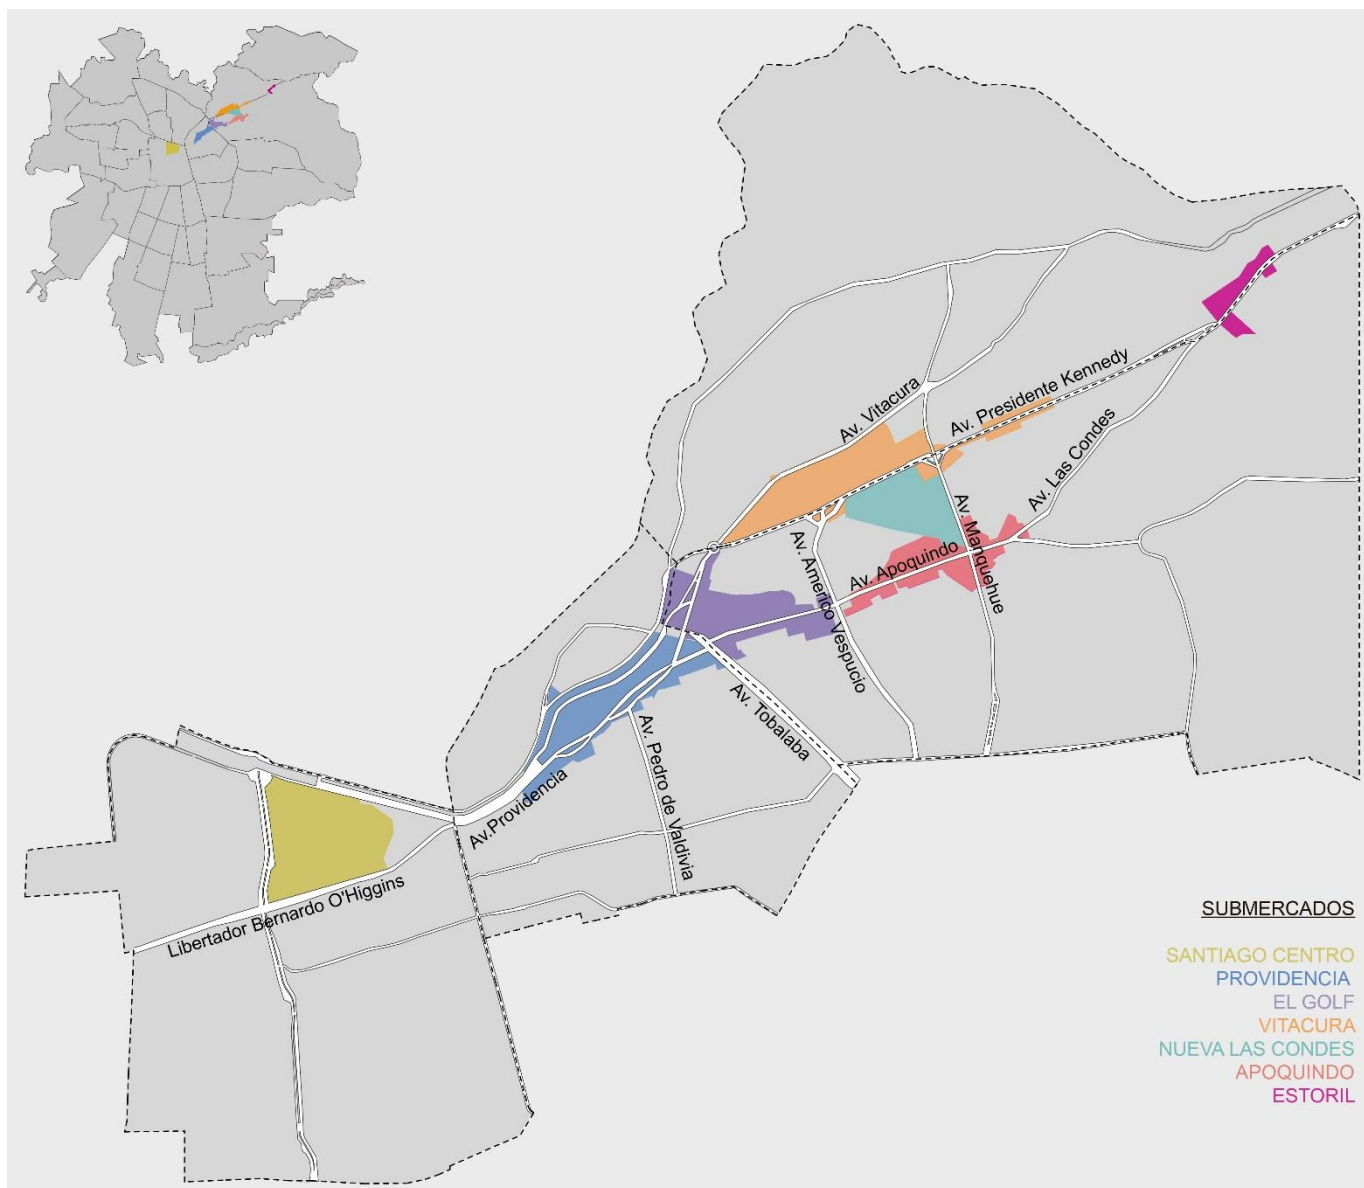 Av. Vitacura
Av. Presidente Kennedy
Av. Las Condes
Av. Manquehue
Av. Apoquindo
Av. Americo Vespucio
Av. Tobalaba
Av. Pedro de Valdivia
Av.Providencia
Libertador Bernardo O'Higgins
SUBMERCADOS
SANTIAGO CENTRO
PROVIDENCIA
EL GOLF
VITACURA
NUEVA LAS CONDES
APOQUINDO
ESTORIL